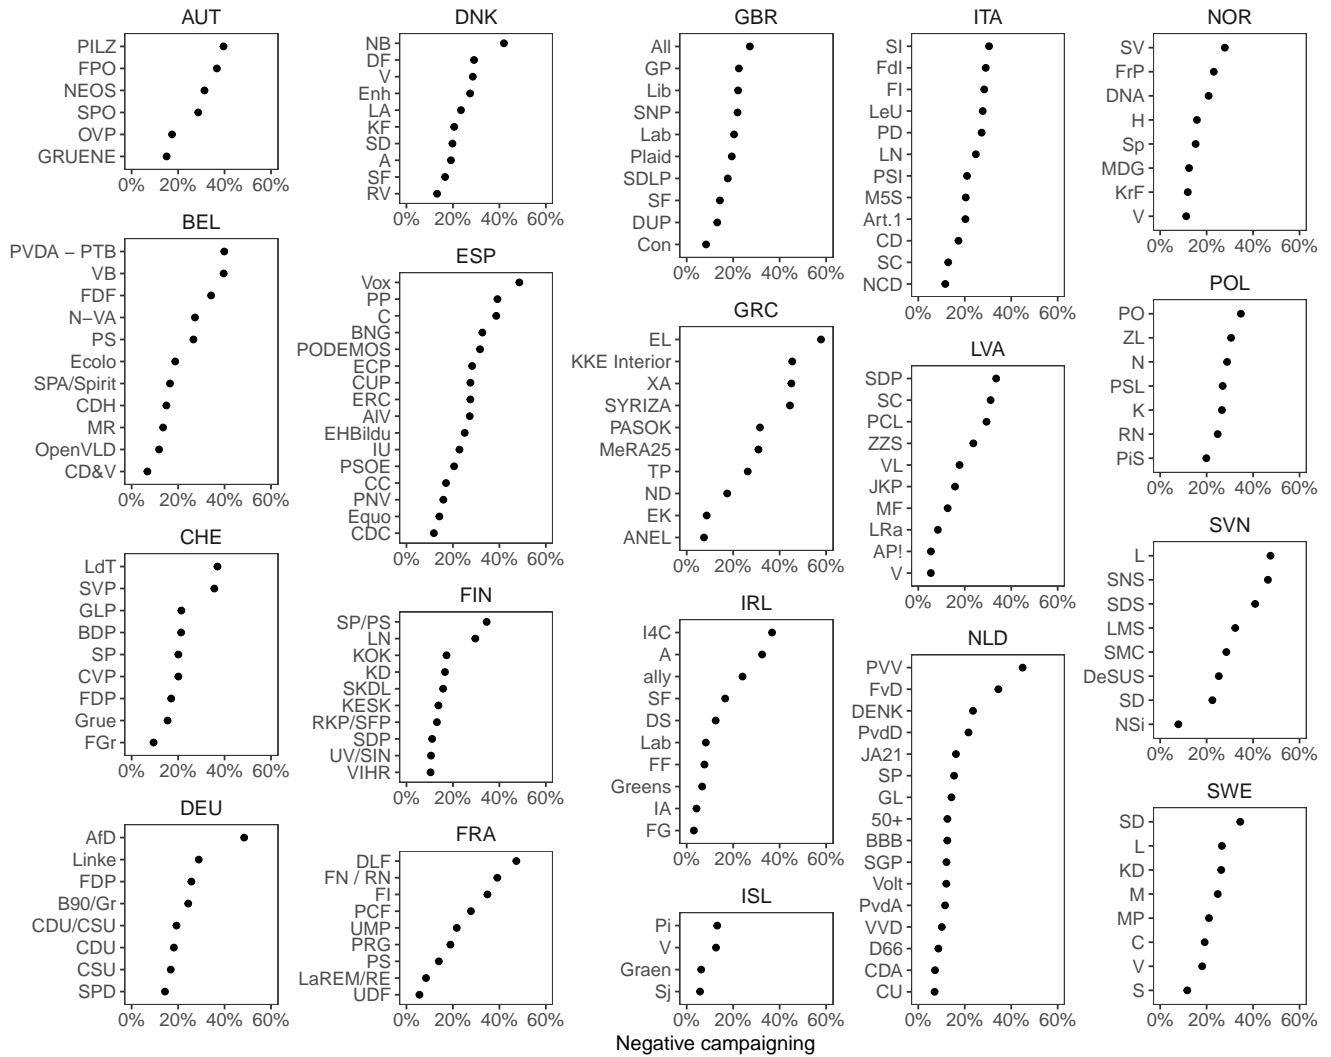 AUT
PILZ
FPO
NEOS
SPO
OVP
GRUENE
0% 20% 40% 60%
BEL
PVDA − PTB
VB
FDF
N−VA
PS
Ecolo
SPA/Spirit
CDH
MR
OpenVLD
CD&V
0% 20% 40% 60%
CHE
LdT
SVP
GLP
BDP
SP
CVP
FDP
Grue
FGr
0% 20% 40% 60%
DEU
AfD
Linke
FDP
B90/Gr
CDU/CSU
CDU
CSU
SPD
0% 20% 40% 60%
DNK
NB
DF
V
Enh
LA
KF
SD
A
SF
RV
0% 20% 40% 60%
ESP
Vox
PP
C
BNG
PODEMOS
ECP
CUP
ERC
AIV
EHBildu
IU
PSOE
CC
PNV
Equo
CDC
0% 20% 40% 60%
FIN
SP/PS
LN
KOK
KD
SKDL
KESK
RKP/SFP
SDP
UV/SIN
VIHR
0% 20% 40% 60%
FRA
DLF
FN / RN
FI
PCF
UMP
PRG
PS
LaREM/RE
UDF
0% 20% 40% 60%
GBR
All
GP
Lib
SNP
Lab
Plaid
SDLP
SF
DUP
Con
0% 20% 40% 60%
GRC
EL
KKE Interior
XA
SYRIZA
PASOK
MeRA25
TP
ND
EK
ANEL
0% 20% 40% 60%
IRL
I4C
A
ally
SF
DS
Lab
FF
Greens
IA
FG
0% 20% 40% 60%
ISL
Pi
V
Graen
Sj
0% 20% 40% 60%
ITA
SI
FdI
FI
LeU
PD
LN
PSI
M5S
Art.1
CD
SC
NCD
0% 20% 40% 60%
LVA
SDP
SC
PCL
ZZS
VL
JKP
MF
LRa
AP!
V
0% 20% 40% 60%
NLD
PVV
FvD
DENK
PvdD
JA21
SP
GL
50+
BBB
SGP
Volt
PvdA
VVD
D66
CDA
CU
0% 20% 40% 60%
NOR
SV
FrP
DNA
H
Sp
MDG
KrF
V
0% 20% 40% 60%
POL
PO
ZL
N
PSL
K
RN
PiS
0% 20% 40% 60%
SVN
L
SNS
SDS
LMS
SMC
DeSUS
SD
NSi
0% 20% 40% 60%
SWE
SD
L
KD
M
MP
C
V
S
0% 20% 40% 60%
Negative campaigning